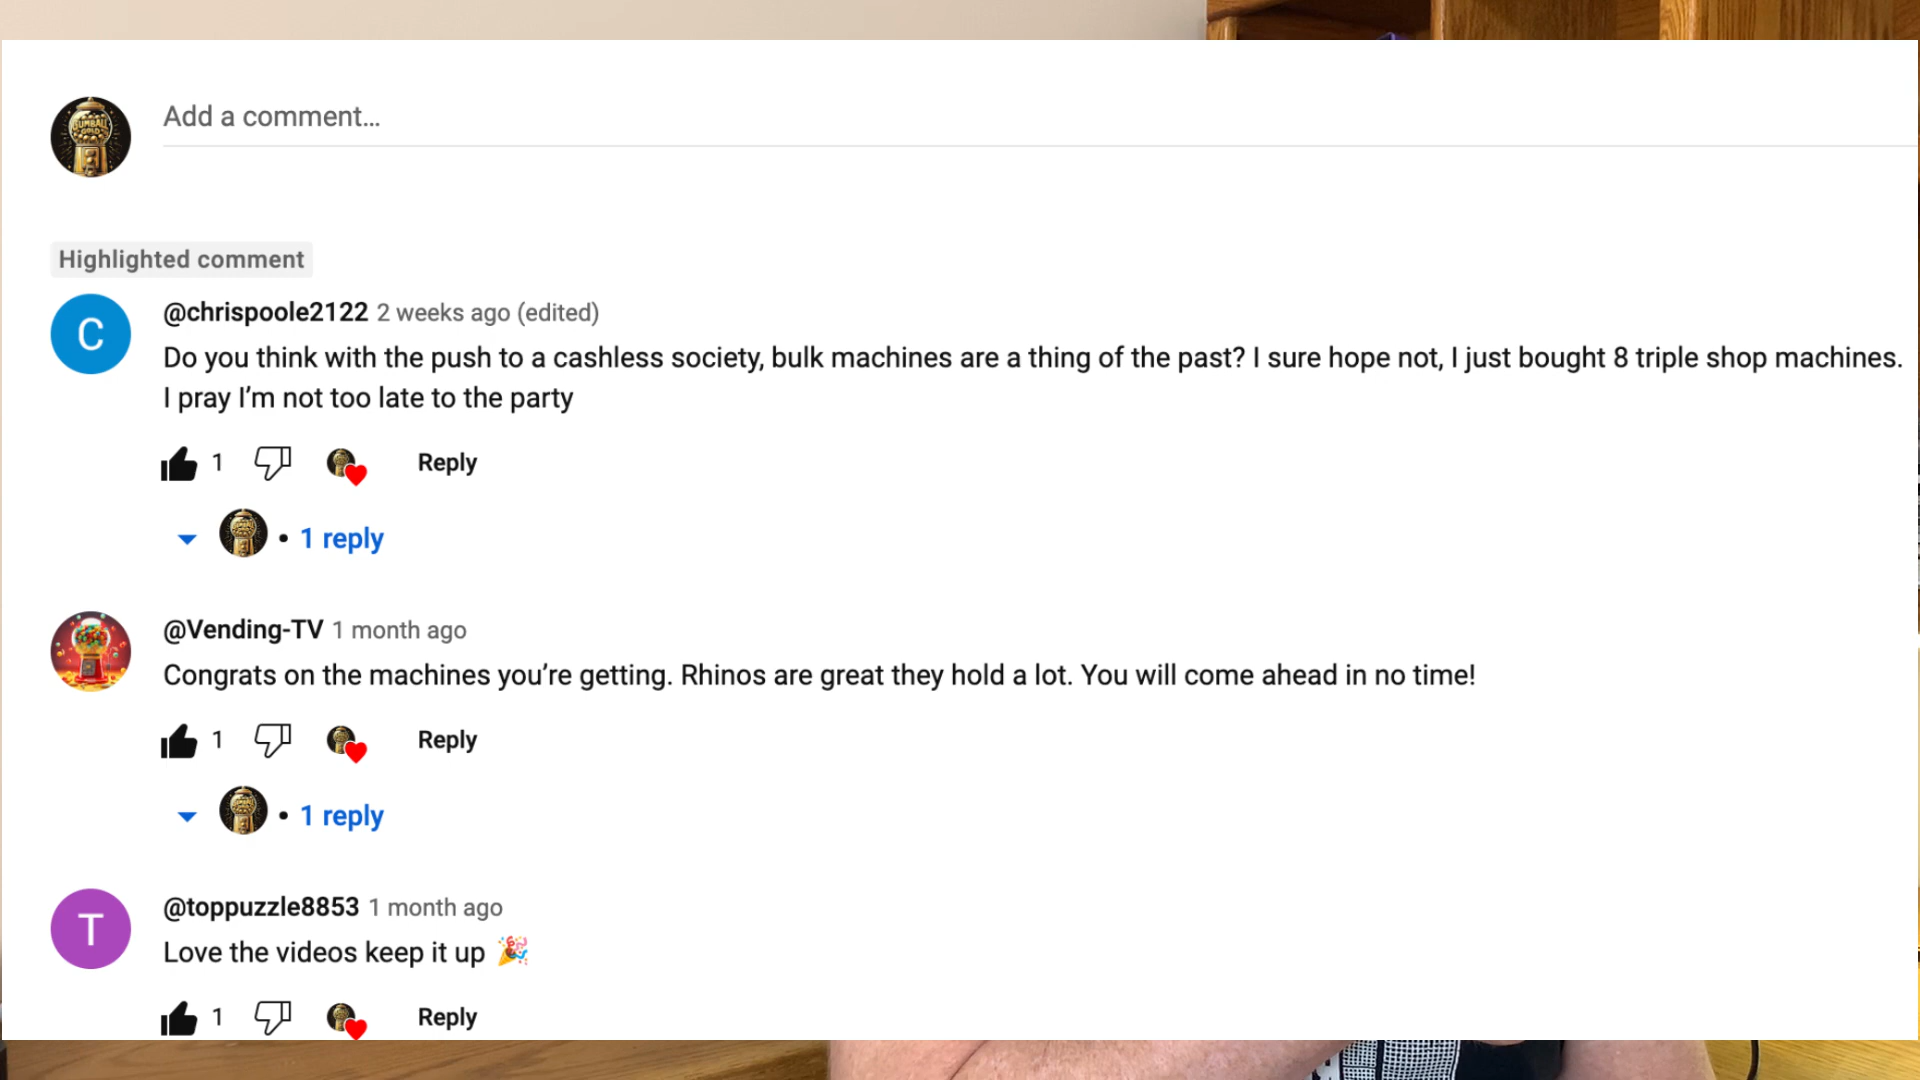 Add a comment...
Highlighted comment
C
@chrispoole2122 2 weeks ago (edited)
Do you think with the push to a cashless society, bulk machines are a thing of the past? I sure hope not, I just bought 8 triple shop machines.
I pray I’m not too late to the party
1 Reply
• 1 reply
@Vending-TV 1 month ago
Congrats on the machines you’re getting. Rhinos are great they hold a lot. You will come ahead in no time!
1 Reply
• 1 reply
T
@toppuzzle8853 1 month ago
Love the videos keep it up 🎉
1 Reply